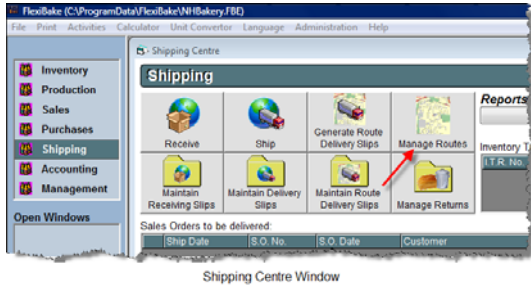 FlexiBake (C:\ProgramData\FlexiBake\NHBakery.FBE)
File Print Activities Calculator Unit Convertor Language Administration Help
Shipping Centre
Inventory
Production
Sales
Purchases
Shipping
Accounting
Management
Open Windows
Shipping
Receive
Ship
Generate Route
Delivery Slips
Manage Routes
Maintain
Receiving Slips
Maintain Delivery
Slips
Maintain Route
Delivery Slips
Manage Returns
Reports
Inventory T
I.T.R. No.
Sales Orders to be delivered:
Ship Date S.O. No. S.O. Date Customer
Shipping Centre Window